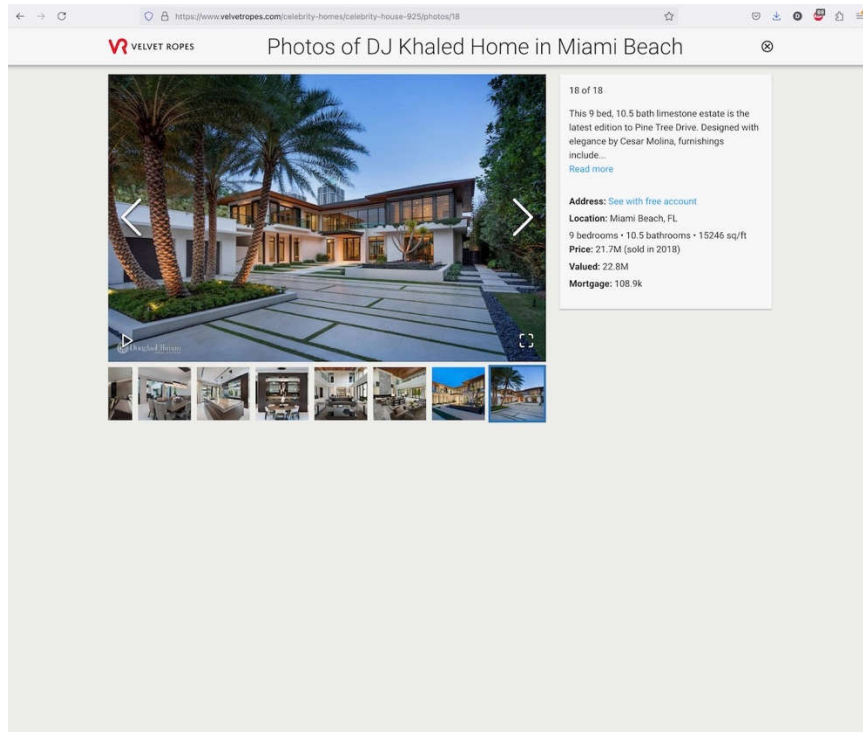 https://www.velvetropes.com/celebrity-homes/celebrity-house-925/photos/18
VR VELVET ROPES
Photos of DJ Khaled Home in Miami Beach
18 of 18
This 9 bed, 10.5 bath limestone estate is the
latest edition to Pine Tree Drive. Designed with
elegance by Cesar Molina, furnishings
include...
Read more
Address: See with free account
Location: Miami Beach, FL
9 bedrooms • 10.5 bathrooms • 15246 sq/ft
Price: 21.7M (sold in 2018)
Valued: 22.8M
Mortgage: 108.9k